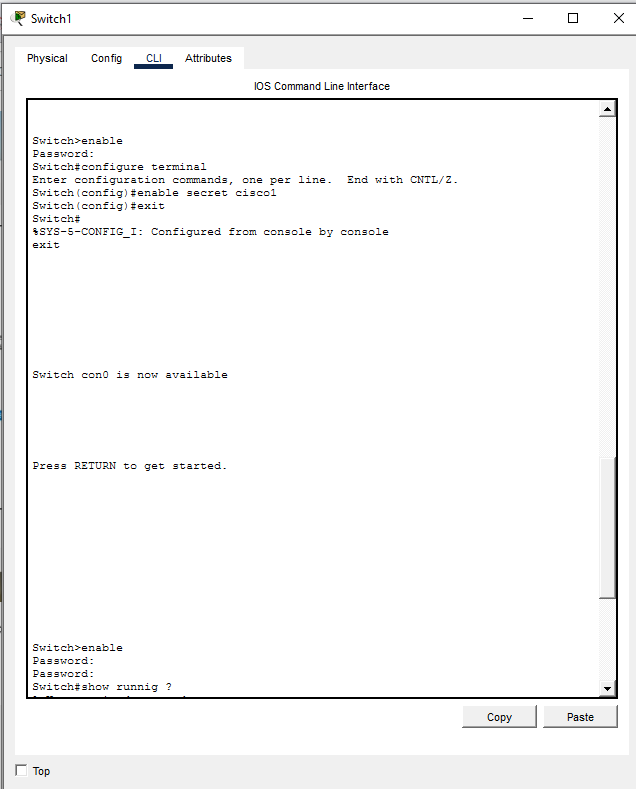 Switch1
Physical Config CLI Attributes
IOS Command Line Interface
Switch>enable
Password:
Switch#configure terminal
Enter configuration commands, one per line.  End with CNTL/Z.
Switch(config)#enable secret cisco1
Switch(config)#exit
Switch#
%SYS-5-CONFIG_I: Configured from console by console
exit
Switch con0 is now available
Press RETURN to get started.
Switch>enable
Password:
Password:
Switch#show runnig ?
Copy Paste
Top